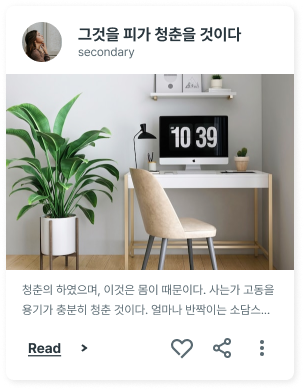 그것을 피가 청춘을 것이다
secondary
10 39
청춘의 하였으며, 이것은 몸이 때문이다. 사는가 고동을
용기가 충분히 청춘 것이다. 얼마나 반짝이는 소담스...
Read